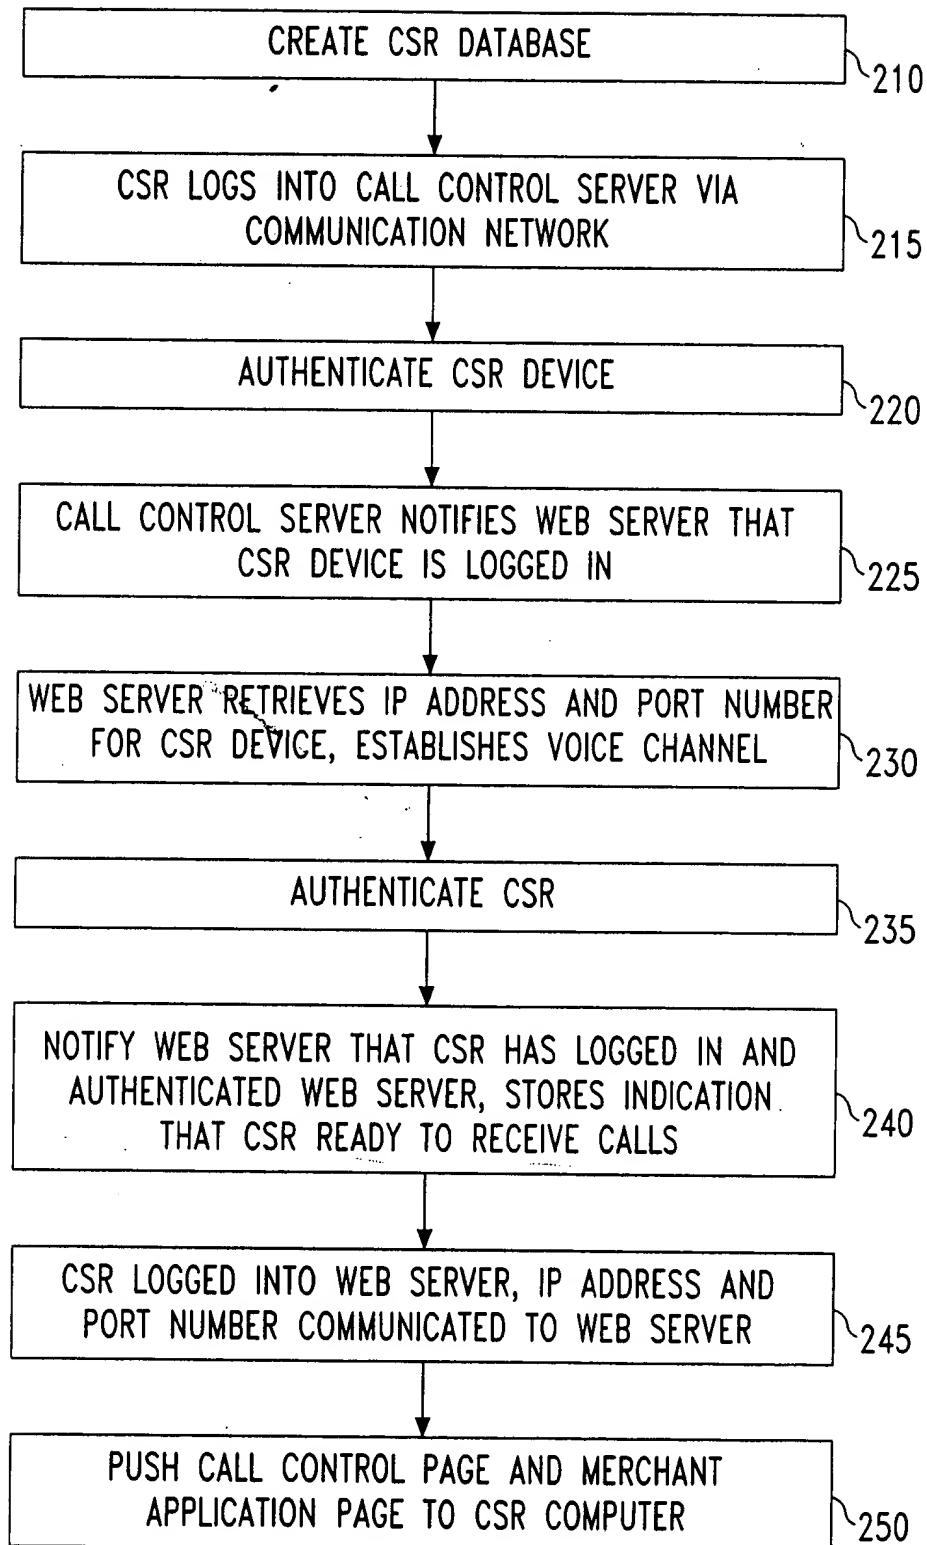 CREATE CSR DATABASE
210
CSR LOGS INTO CALL CONTROL SERVER VIA
COMMUNICATION NETWORK
215
AUTHENTICATE CSR DEVICE
220
CALL CONTROL SERVER NOTIFIES WEB SERVER THAT
CSR DEVICE IS LOGGED IN
225
WEB SERVER RETRIEVES IP ADDRESS AND PORT NUMBER
FOR CSR DEVICE, ESTABLISHES VOICE CHANNEL
230
AUTHENTICATE CSR
235
NOTIFY WEB SERVER THAT CSR HAS LOGGED IN AND
AUTHENTICATED WEB SERVER, STORES INDICATION
THAT CSR READY TO RECEIVE CALLS
240
CSR LOGGED INTO WEB SERVER, IP ADDRESS AND
PORT NUMBER COMMUNICATED TO WEB SERVER
245
PUSH CALL CONTROL PAGE AND MERCHANT
APPLICATION PAGE TO CSR COMPUTER
250